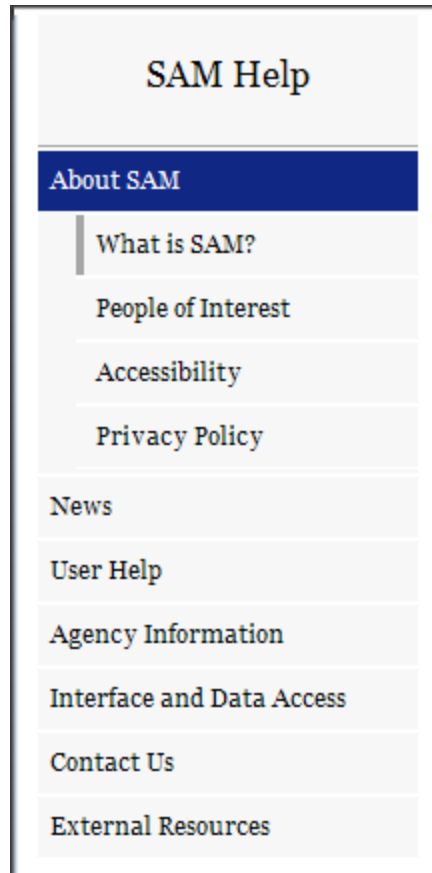 SAM Help
About SAM
What is SAM?
People of Interest
Accessibility
Privacy Policy
News
User Help
Agency Information
Interface and Data Access
Contact Us
External Resources